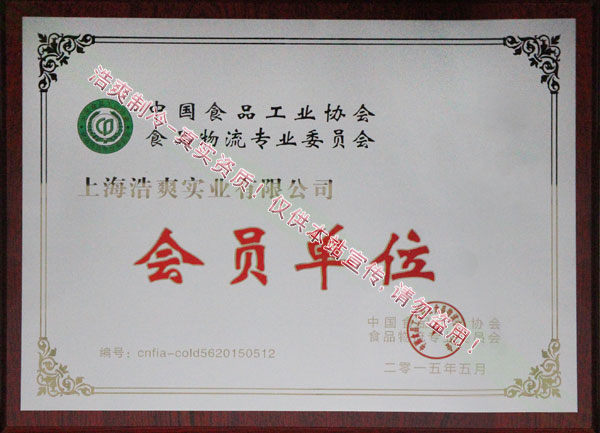 中国食品工业协会
食品物流专业委员会
上海浩爽实业有限公司
会员单位
中国食品工业协会
食品物流专业委员会
编号：cnfia-cold5620150512
二〇一五年五月
浩爽制冷-真实资质！仅供本站宣传，请勿盗用！